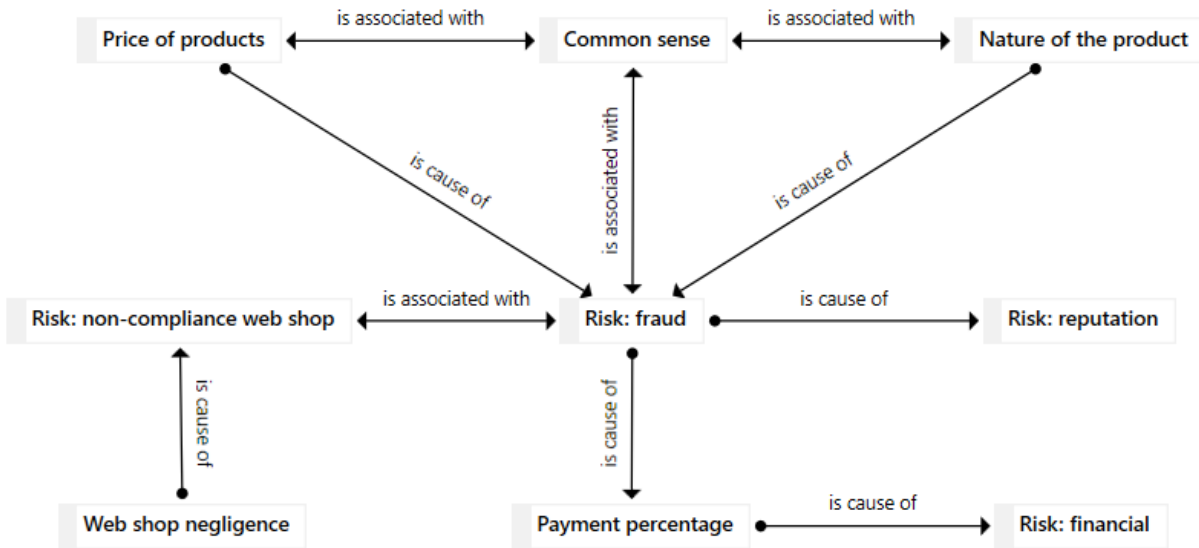 is associated with
is associated with
Price of products
Common sense
Nature of the product
is associated with
is cause of
is cause of
is associated with
is cause of
Risk: non-compliance web shop
Risk: fraud
Risk: reputation
is cause of
is cause of
is cause of
Web shop negligence
Payment percentage
Risk: financial